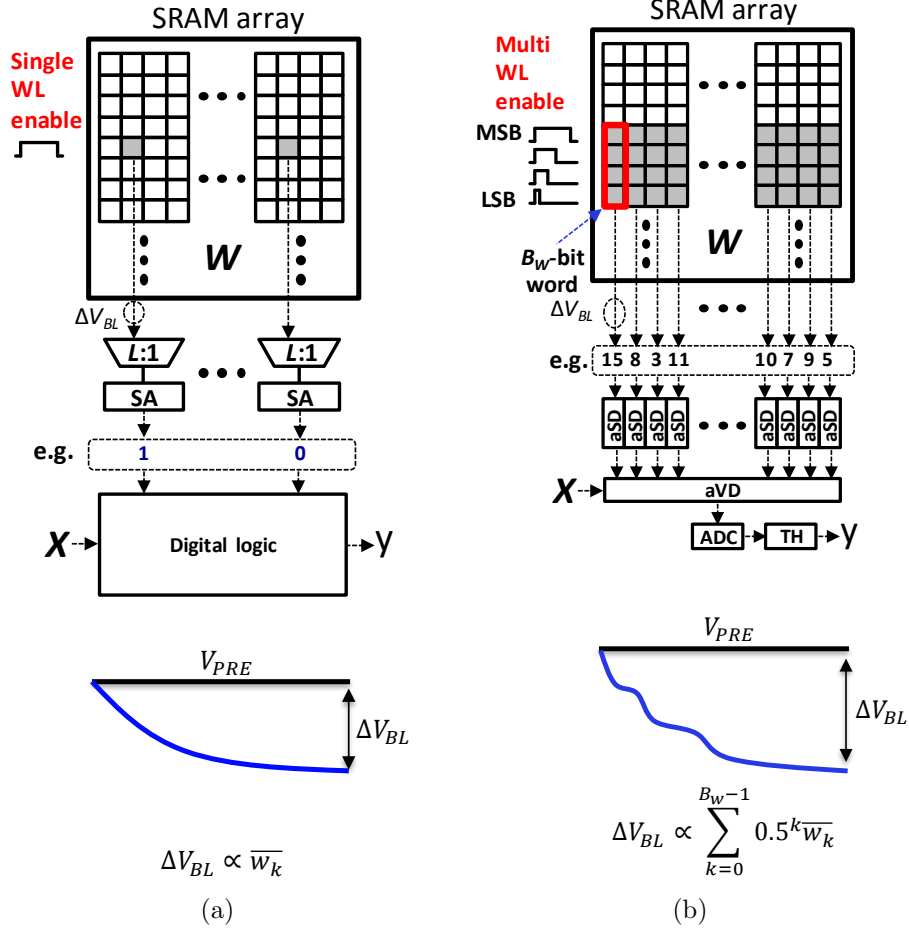 SRAM array
Single
WL
enable
W
ΔV_BL
L:1
L:1
SA
SA
e.g.
1
0
X
Digital logic
y
V_PRE
ΔV_BL
ΔV_BL ∝ \overline{w_k}
(a)
SRAM array
Multi
WL
enable
MSB
LSB
W
B_W-bit
word
ΔV_BL
e.g.
15 8 3 11
10 7 9 5
aSD aSD aSD aSD
aSD aSD aSD aSD
X
aVD
ADC
TH
y
V_PRE
ΔV_BL
ΔV_BL ∝ \sum_{k=0}^{B_w-1} 0.5^k \overline{w_k}
(b)